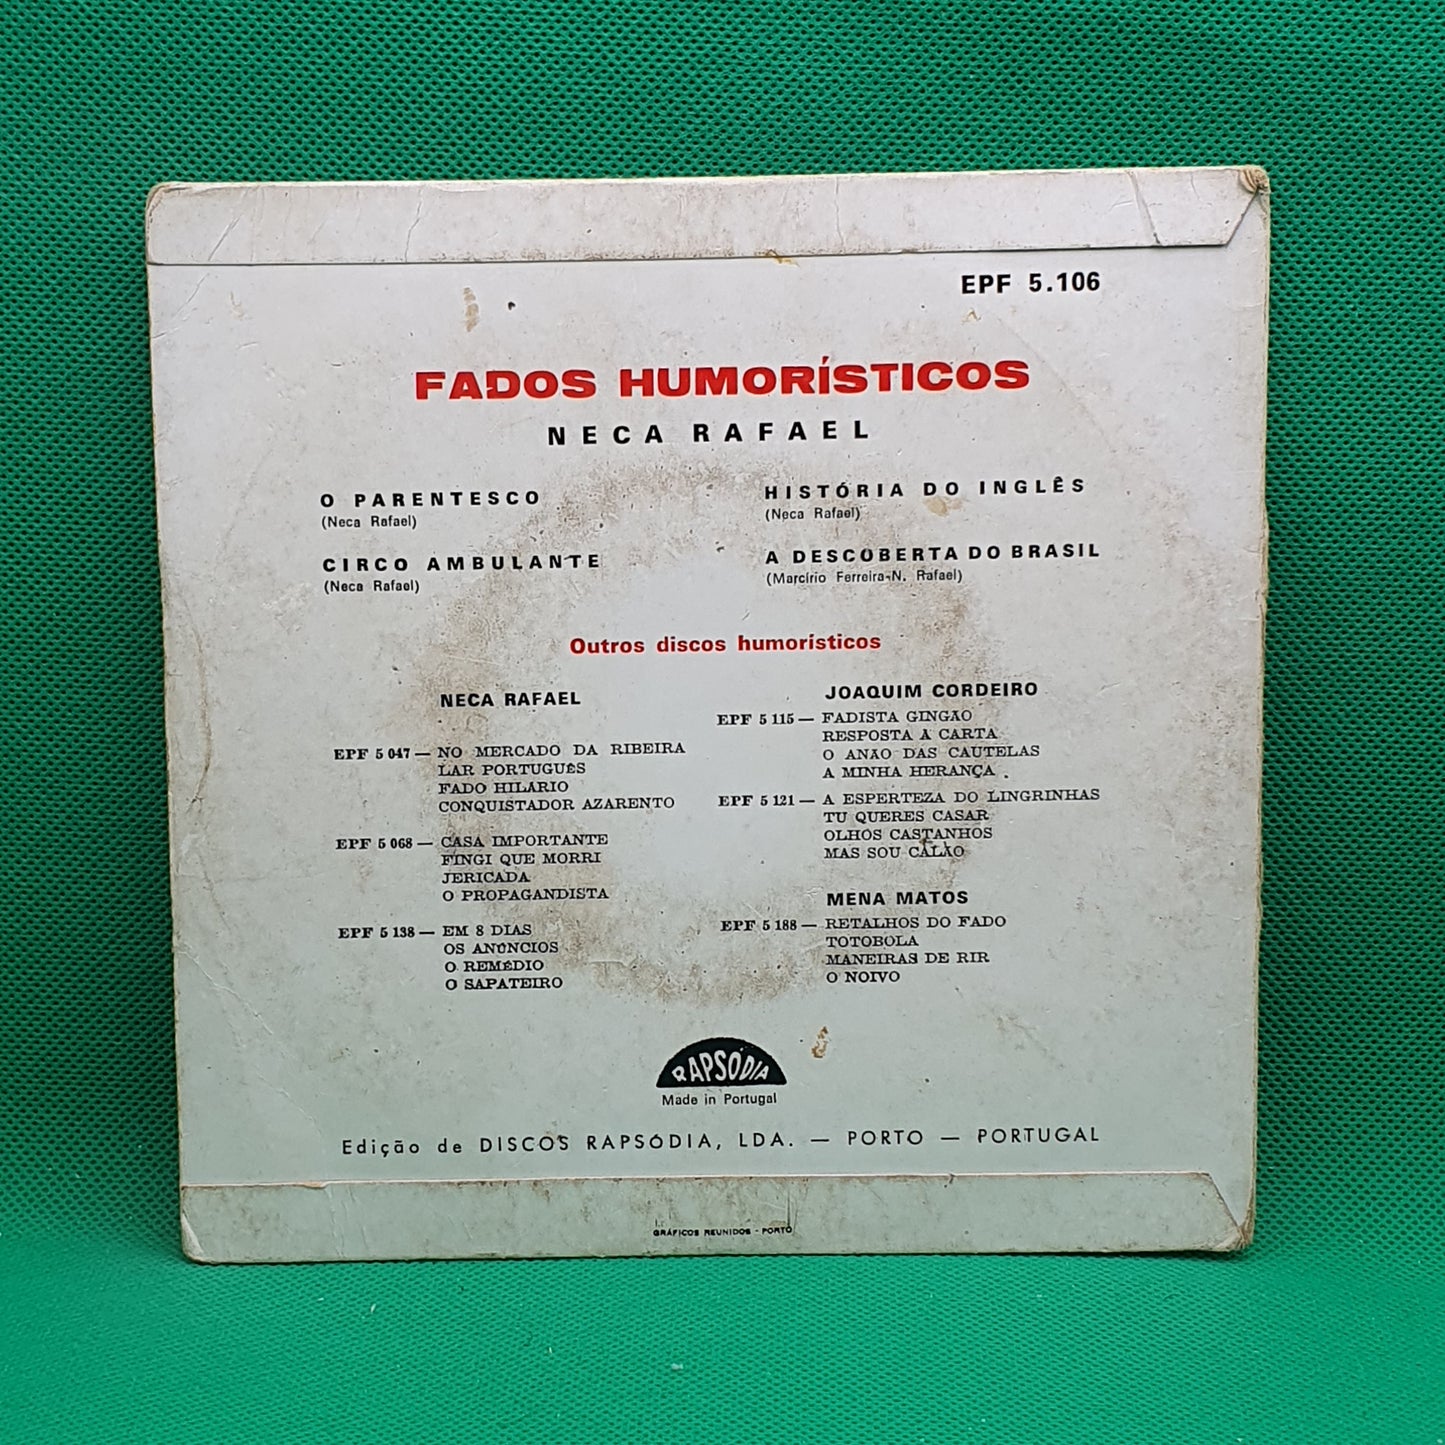 EPF 5.106
FADOS HUMORÍSTICOS
NECA RAFAEL
O PARENTESCO
(Neca Rafael)
CIRCO AMBULANTE
(Neca Rafael)
HISTÓRIA DO INGLÊS
(Neca Rafael)
A DESCOBERTA DO BRASIL
(Marcírio Ferreira-N. Rafael)
Outros discos humorísticos
NECA RAFAEL
EPF 5 047 — NO MERCADO DA RIBEIRA
LAR PORTUGUÊS
FADO HILÁRIO
CONQUISTADOR AZARENTO
EPF 5 068 — CASA IMPORTANTE
FINGI QUE MORRI
JERICADA
O PROPAGANDISTA
EPF 5 138 — EM 8 DIAS
OS ANÚNCIOS
O REMÉDIO
O SAPATEIRO
JOAQUIM CORDEIRO
EPF 5 115 — FADISTA GINGÃO
RESPOSTA À CARTA
O ANÃO DAS CAUTELAS
A MINHA HERANÇA .
EPF 5 121 — A ESPERTEZA DO LINGRINHAS
TU QUERES CASAR
OLHOS CASTANHOS
MAS SOU CALÃO
MENA MATOS
EPF 5 188 — RETALHOS DO FADO
TOTOBOLA
MANEIRAS DE RIR
O NOIVO
RAPSÓDIA
Made in Portugal
Edição de DISCOS RAPSÓDIA, LDA. — PORTO — PORTUGAL
GRÁFICOS REUNIDOS - PORTO